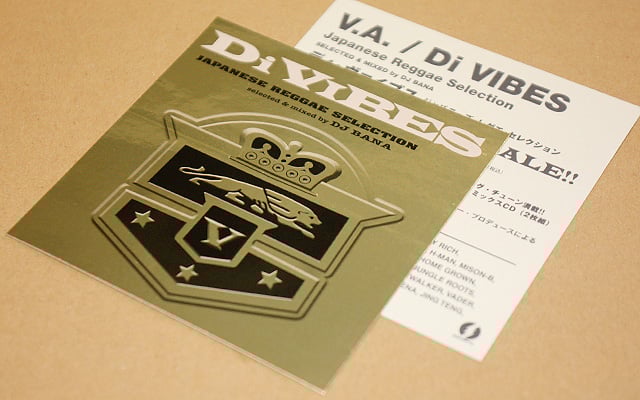 Di VIBES
JAPANESE REGGAE SELECTION
selected & mixed by DJ BANA
V
V.A. / Di VIBES
Japanese Reggae Selection
SELECTED & MIXED by DJ BANA
セレクション
ALE!!
チューン満載!!
ミックスCD (2枚組)
プロデュースによる
RICH,
H-MAN, MISON-B,
HOME GROWN,
JUNGLE ROOTS,
WALKER, VADER,
ENA, JING TENG,